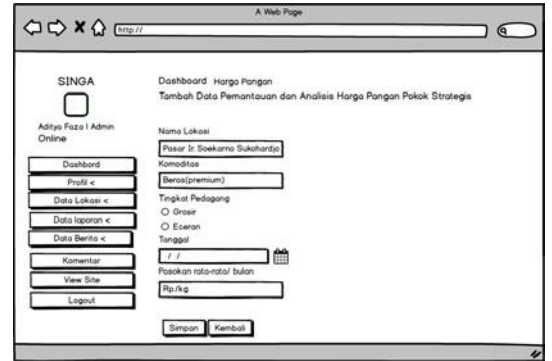 A Web Page
http://
SINGA
Aditya Faza | Admin
Online
Dashbord
Profil <
Data Lokasi <
Data laporan <
Data Berita <
Komentar
View Site
Logout
Dashboard Harga Pangan
Tambah Data Pemantauan dan Analisis Harga Pangan Pokok Strategis
Nama Lokasi
Pasar Ir. Soekarno Sukohardjo
Komoditas
Beras(premium)
Tingkat Pedagang
Grosir
Eceran
Tanggal
/ /
Pasokan rata-rata/ bulan
Rp./kg
Simpan
Kembali